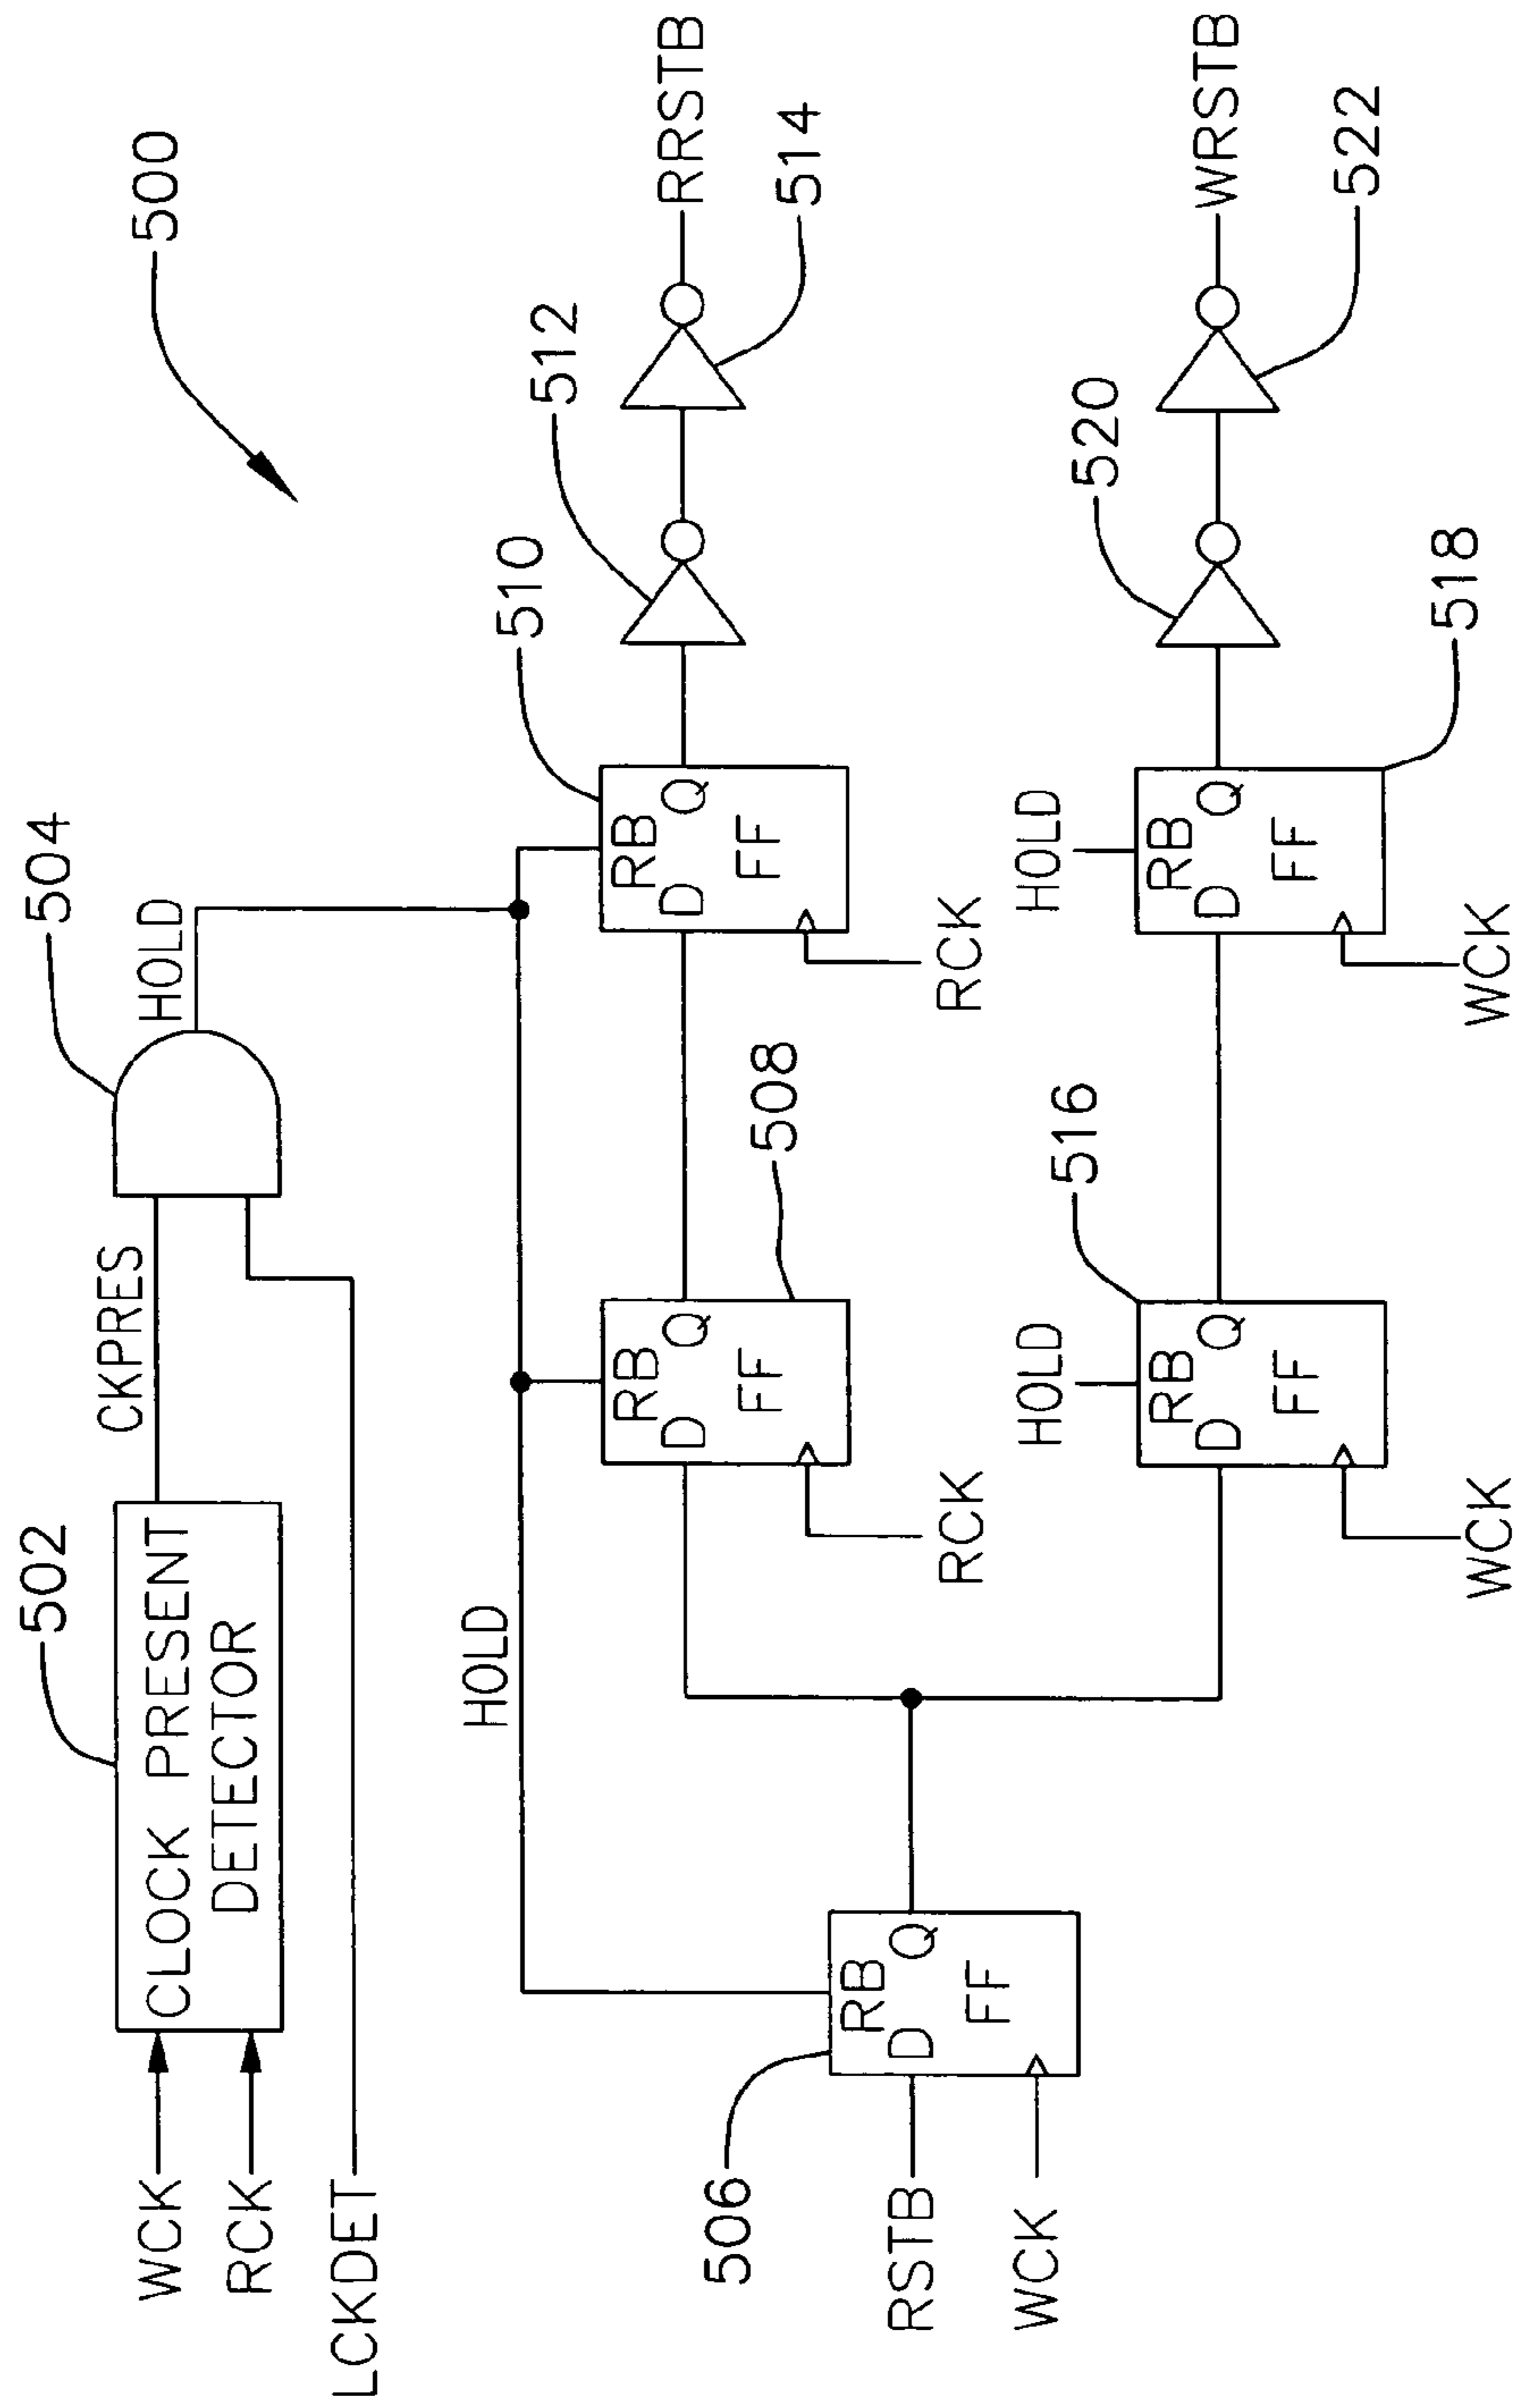 500
502
504
CLOCK PRESENT
DETECTOR
WCK
RCK
LCKDET
CKPRES
HOLD
HOLD
510
512
514
RB
D
Q
FF
RCK
508
RB
D
Q
FF
RCK
RRSTB
506
RSTB
WCK
RB
D
Q
FF
516
HOLD
RB
D
Q
FF
WCK
HOLD
RB
D
Q
FF
WCK
518
520
522
WRSTB